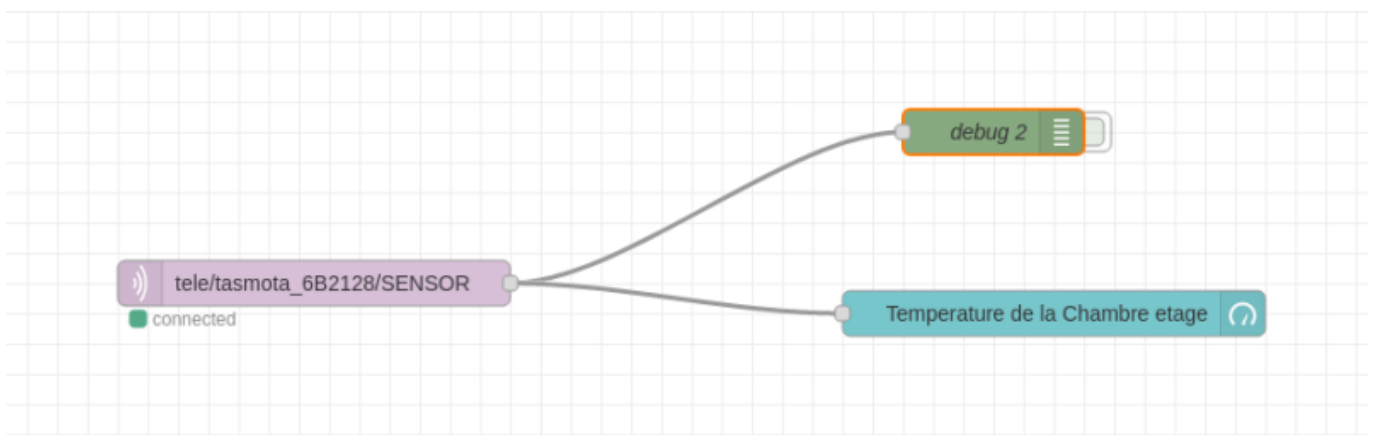 debug 2
tele/tasmota_6B2128/SENSOR
connected
Temperature de la Chambre etage